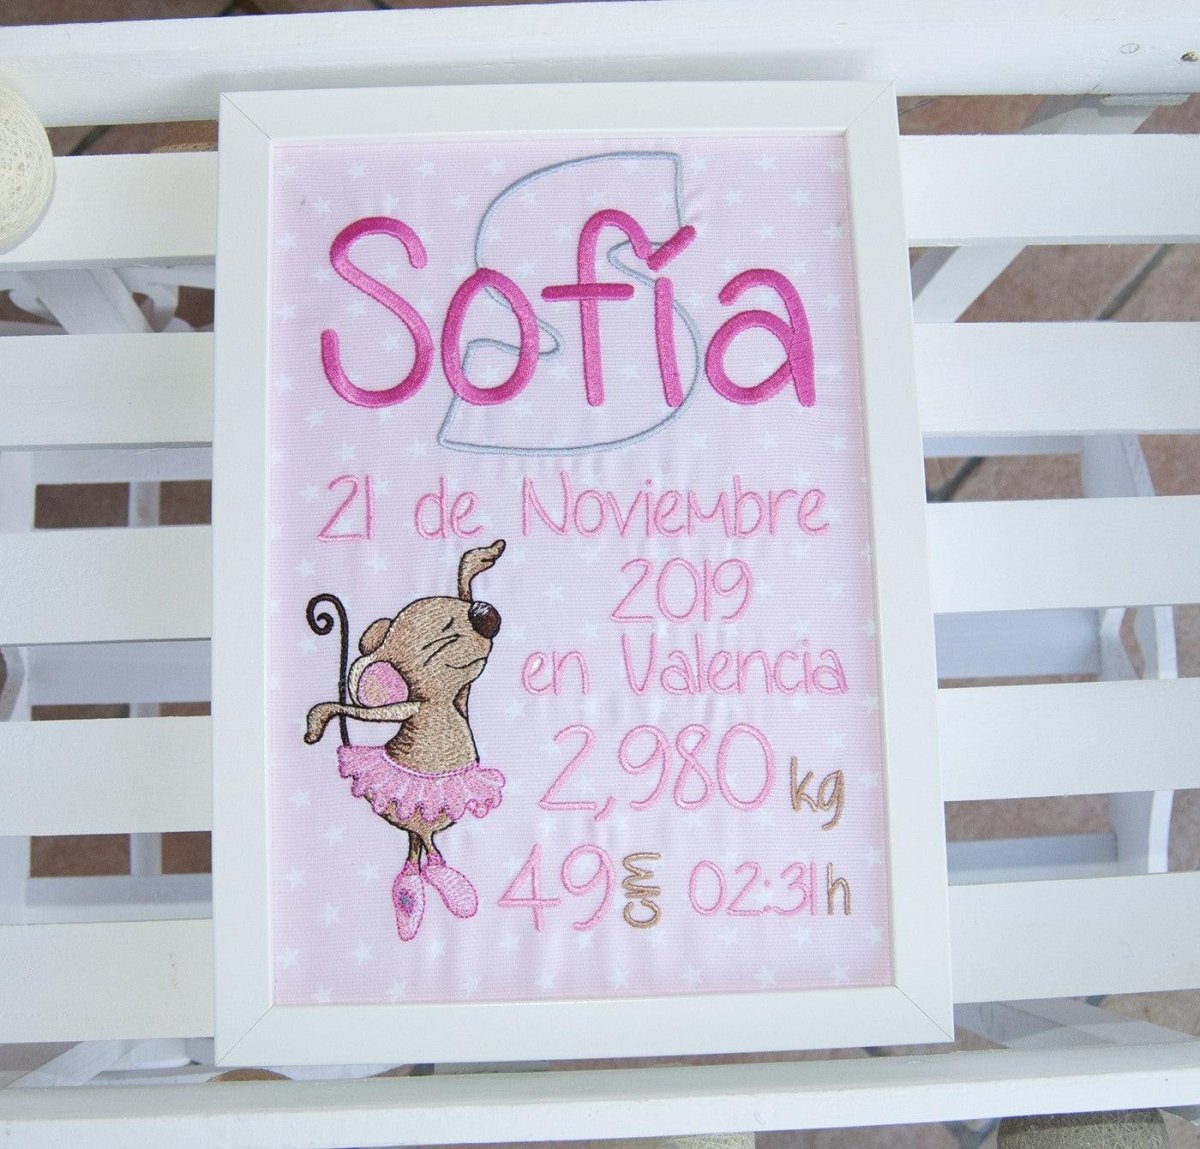 S
Sofía
21 de Noviembre
2019
en Valencia
2,980 kg
49 cm 02:31h